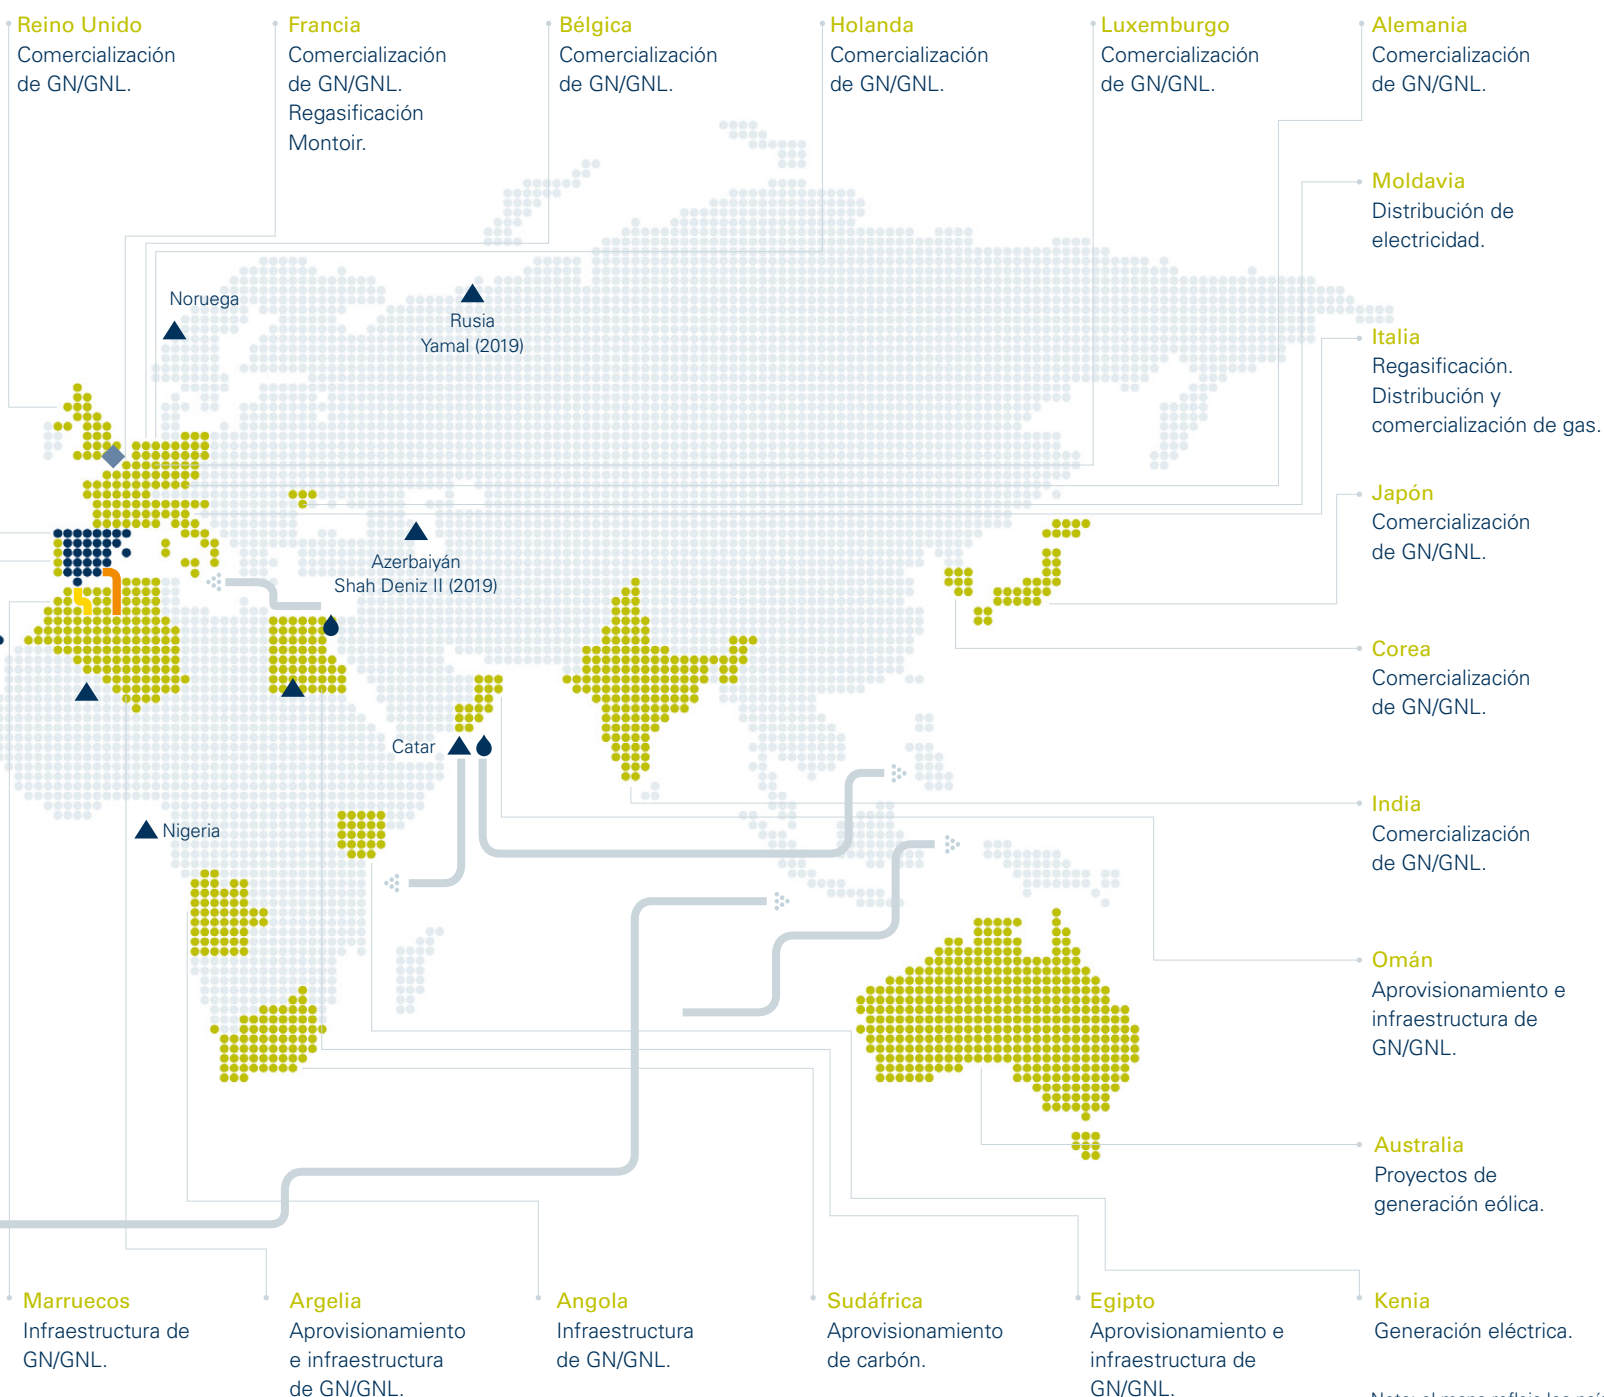 Reino Unido
Comercialización
de GN/GNL.
Francia
Comercialización
de GN/GNL.
Regasificación
Montoir.
Bélgica
Comercialización
de GN/GNL.
Holanda
Comercialización
de GN/GNL.
Luxemburgo
Comercialización
de GN/GNL.
Alemania
Comercialización
de GN/GNL.
Moldavia
Distribución de
electricidad.
Noruega
Rusia
Yamal (2019)
Italia
Regasificación.
Distribución y
comercialización de gas.
Japón
Comercialización
de GN/GNL.
Azerbaiyán
Shah Deniz II (2019)
Corea
Comercialización
de GN/GNL.
Catar
Nigeria
India
Comercialización
de GN/GNL.
Omán
Aprovisionamiento e
infraestructura de
GN/GNL.
Australia
Proyectos de
generación eólica.
Marruecos
Infraestructura de
GN/GNL.
Argelia
Aprovisionamiento
e infraestructura
de GN/GNL.
Angola
Infraestructura
de GN/GNL.
Sudáfrica
Aprovisionamiento
de carbón.
Egipto
Aprovisionamiento e
infraestructura de
GN/GNL.
Kenia
Generación eléctrica.